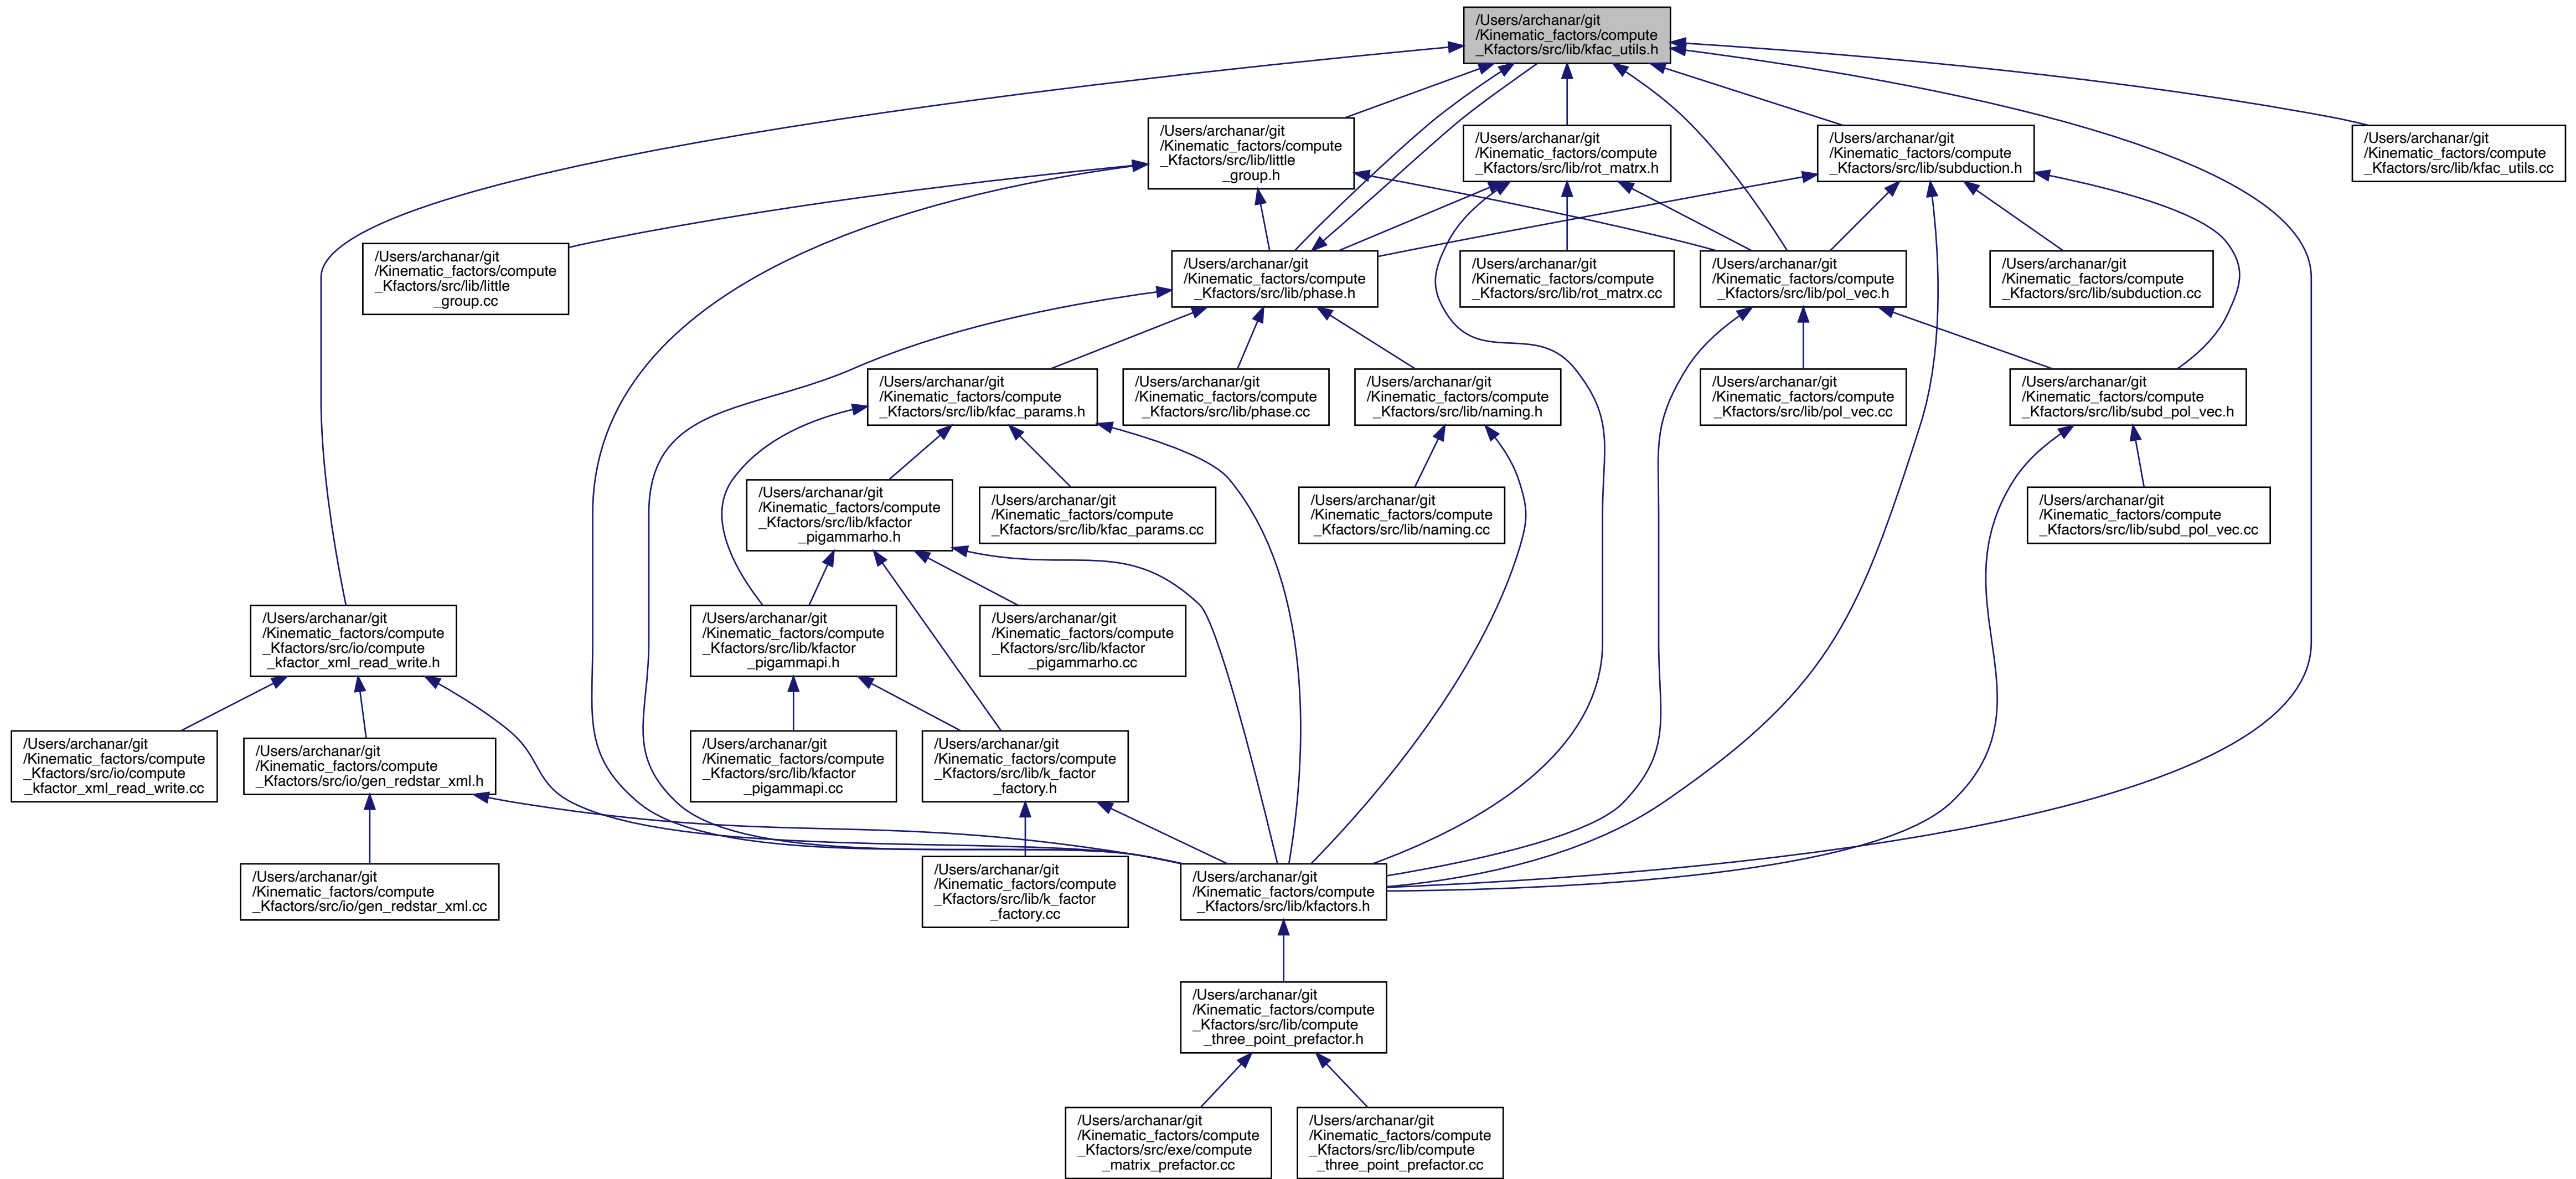 /Users/archanar/git
/Kinematic_factors/compute
_Kfactors/src/lib/kfac_utils.h
/Users/archanar/git
/Kinematic_factors/compute
_Kfactors/src/lib/little
_group.h
/Users/archanar/git
/Kinematic_factors/compute
_Kfactors/src/lib/rot_matrx.h
/Users/archanar/git
/Kinematic_factors/compute
_Kfactors/src/lib/subduction.h
/Users/archanar/git
/Kinematic_factors/compute
_Kfactors/src/lib/kfac_utils.cc
/Users/archanar/git
/Kinematic_factors/compute
_Kfactors/src/lib/little
_group.cc
/Users/archanar/git
/Kinematic_factors/compute
_Kfactors/src/lib/phase.h
/Users/archanar/git
/Kinematic_factors/compute
_Kfactors/src/lib/rot_matrx.cc
/Users/archanar/git
/Kinematic_factors/compute
_Kfactors/src/lib/pol_vec.h
/Users/archanar/git
/Kinematic_factors/compute
_Kfactors/src/lib/subduction.cc
/Users/archanar/git
/Kinematic_factors/compute
_Kfactors/src/lib/kfac_params.h
/Users/archanar/git
/Kinematic_factors/compute
_Kfactors/src/lib/phase.cc
/Users/archanar/git
/Kinematic_factors/compute
_Kfactors/src/lib/naming.h
/Users/archanar/git
/Kinematic_factors/compute
_Kfactors/src/lib/pol_vec.cc
/Users/archanar/git
/Kinematic_factors/compute
_Kfactors/src/lib/subd_pol_vec.h
/Users/archanar/git
/Kinematic_factors/compute
_Kfactors/src/lib/kfactor
_pigammarho.h
/Users/archanar/git
/Kinematic_factors/compute
_Kfactors/src/lib/kfac_params.cc
/Users/archanar/git
/Kinematic_factors/compute
_Kfactors/src/lib/naming.cc
/Users/archanar/git
/Kinematic_factors/compute
_Kfactors/src/lib/subd_pol_vec.cc
/Users/archanar/git
/Kinematic_factors/compute
_Kfactors/src/io/compute
_kfactor_xml_read_write.h
/Users/archanar/git
/Kinematic_factors/compute
_Kfactors/src/lib/kfactor
_pigammapi.h
/Users/archanar/git
/Kinematic_factors/compute
_Kfactors/src/lib/kfactor
_pigammarho.cc
/Users/archanar/git
/Kinematic_factors/compute
_Kfactors/src/io/compute
_kfactor_xml_read_write.cc
/Users/archanar/git
/Kinematic_factors/compute
_Kfactors/src/io/gen_redstar_xml.h
/Users/archanar/git
/Kinematic_factors/compute
_Kfactors/src/lib/kfactor
_pigammapi.cc
/Users/archanar/git
/Kinematic_factors/compute
_Kfactors/src/lib/k_factor
_factory.h
/Users/archanar/git
/Kinematic_factors/compute
_Kfactors/src/io/gen_redstar_xml.cc
/Users/archanar/git
/Kinematic_factors/compute
_Kfactors/src/lib/k_factor
_factory.cc
/Users/archanar/git
/Kinematic_factors/compute
_Kfactors/src/lib/kfactors.h
/Users/archanar/git
/Kinematic_factors/compute
_Kfactors/src/lib/compute
_three_point_prefactor.h
/Users/archanar/git
/Kinematic_factors/compute
_Kfactors/src/exe/compute
_matrix_prefactor.cc
/Users/archanar/git
/Kinematic_factors/compute
_Kfactors/src/lib/compute
_three_point_prefactor.cc